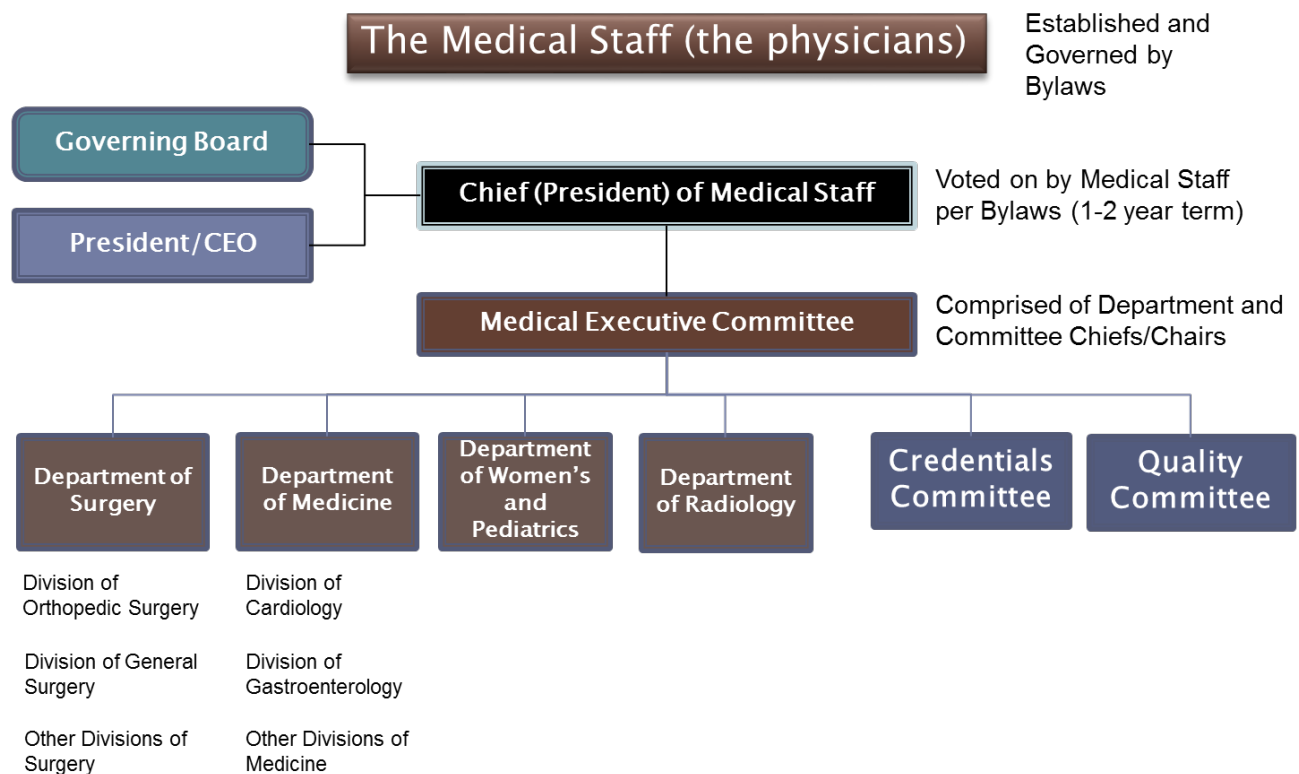 The Medical Staff (the physicians)
Established and
Governed by
Bylaws
Governing Board
President/CEO
Chief (President) of Medical Staff
Voted on by Medical Staff
per Bylaws (1-2 year term)
Medical Executive Committee
Comprised of Department and
Committee Chiefs/Chairs
Department of
Surgery
Department
of Medicine
Department
of Women’s
and
Pediatrics
Department
of Radiology
Credentials
Committee
Quality
Committee
Division of
Orthopedic Surgery
Division of General
Surgery
Other Divisions of
Surgery
Division of
Cardiology
Division of
Gastroenterology
Other Divisions of
Medicine